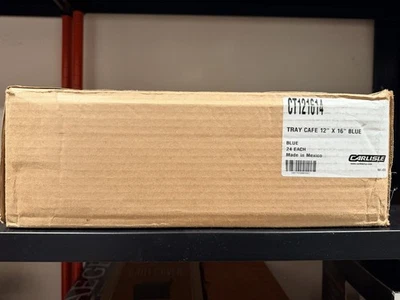 CT121614
TRAY CAFE 12" X 16" BLUE
BLUE
24 EACH
Made in Mexico
CARLISLE